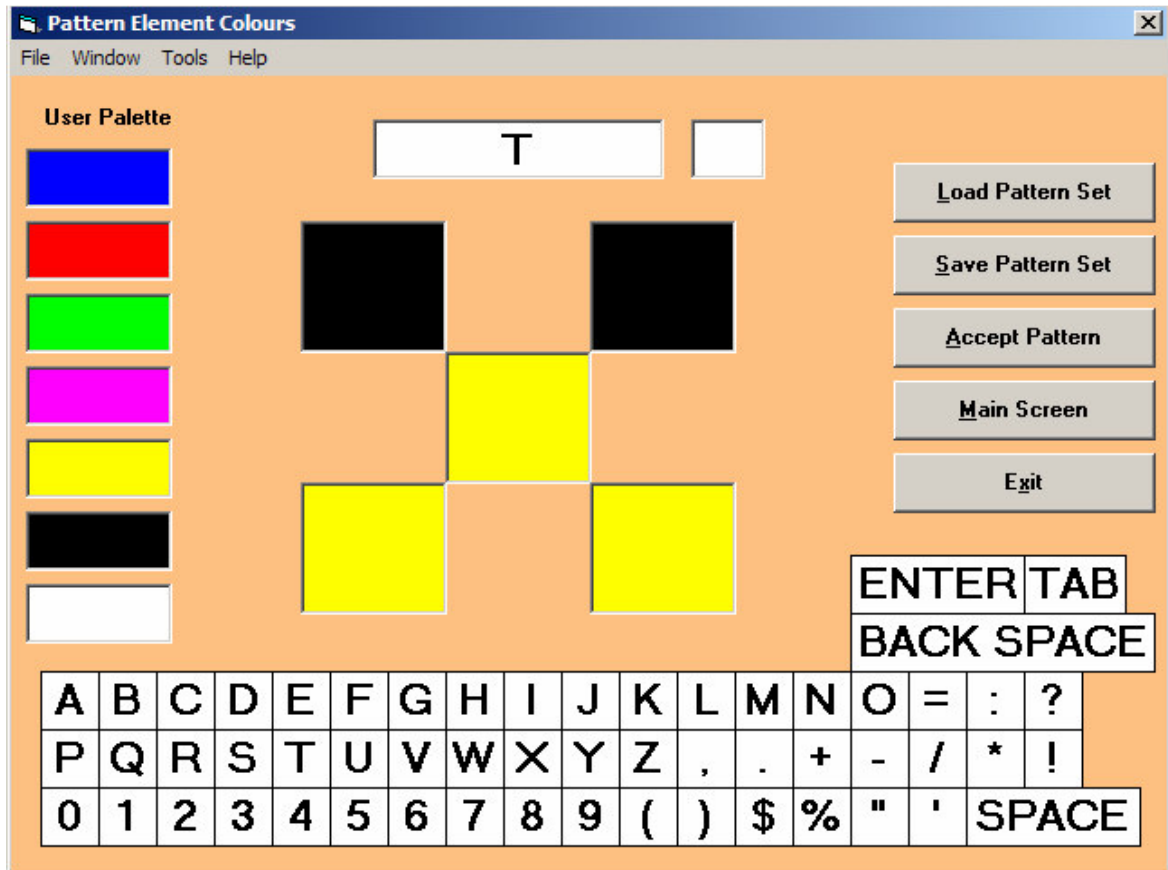 Pattern Element Colours
File Window Tools Help
User Palette
T
Load Pattern Set
Save Pattern Set
Accept Pattern
Main Screen
Exit
ENTER TAB
BACK SPACE
A B C D E F G H I J K L M N O = : ?
P Q R S T U V W X Y Z , . + - / * !
0 1 2 3 4 5 6 7 8 9 ( ) $ % " ' SPACE